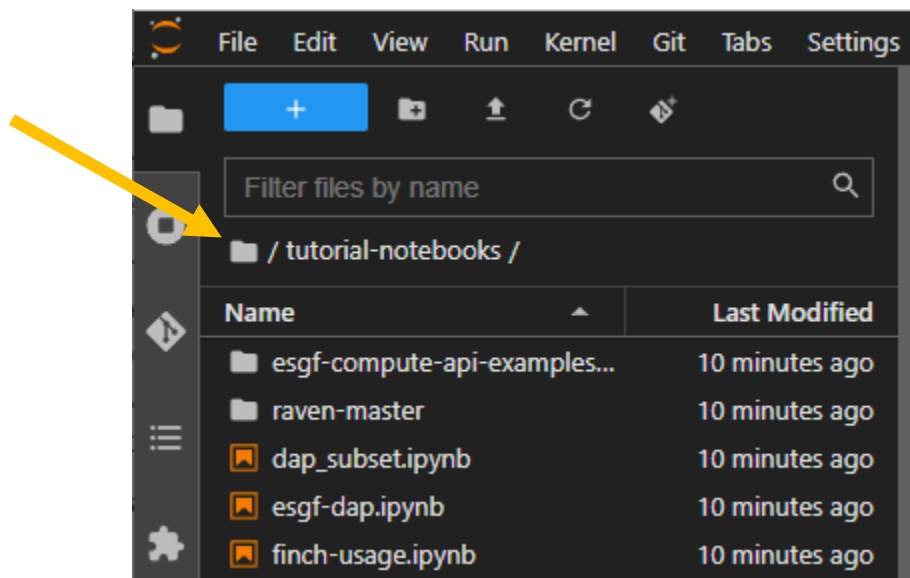 File Edit View Run Kernel Git Tabs Settings
Filter files by name
/ tutorial-notebooks /
Name Last Modified
esgf-compute-api-examples... 10 minutes ago
raven-master 10 minutes ago
dap_subset.ipynb 10 minutes ago
esgf-dap.ipynb 10 minutes ago
finch-usage.ipynb 10 minutes ago